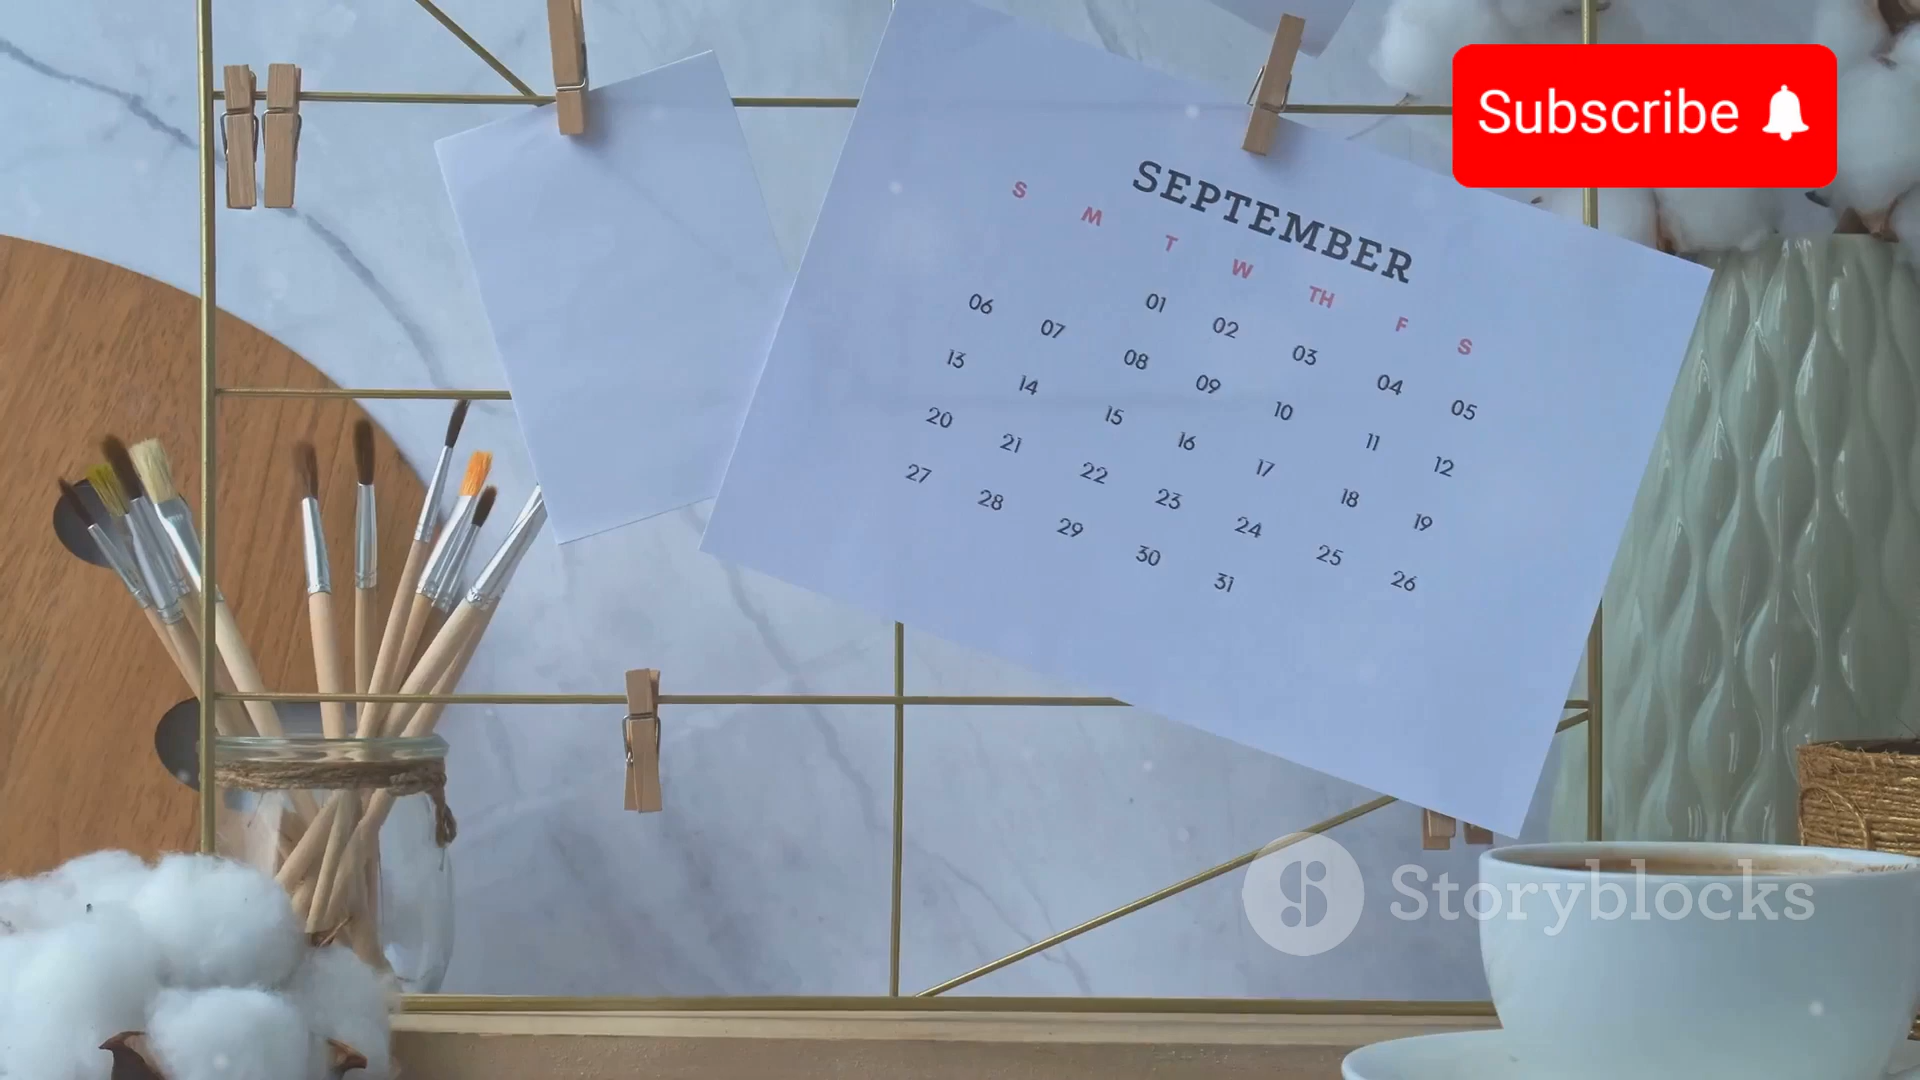 Subscribe
SEPTEMBER
S M T W TH F S
01 02 03 04 05
06 07 08 09 10 11 12
13 14 15 16 17 18 19
20 21 22 23 24 25 26
27 28 29 30 31
Storyblocks